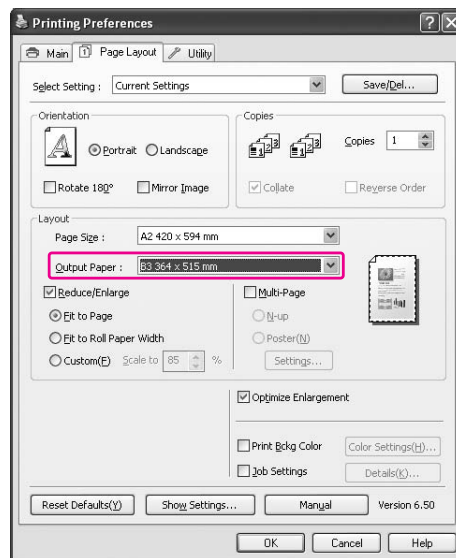 Printing Preferences
Main Page Layout Utility
Select Setting : Current Settings Save/Del...
Orientation Copies
A Portrait Landscape Copies 1
Rotate 180° Mirror Image Collate Reverse Order
Layout
Page Size : A2 420 x 594 mm
Output Paper : B3 364 x 515 mm
Reduce/Enlarge Multi-Page
Fit to Page N-up
Fit to Roll Paper Width Poster(N)
Custom(F) Scale to 85 % Settings...
Optimize Enlargement
Print Bckg Color Color Settings(H)...
Job Settings Details(K)...
Reset Defaults(Y) Show Settings... Manual Version 6.50
OK Cancel Help